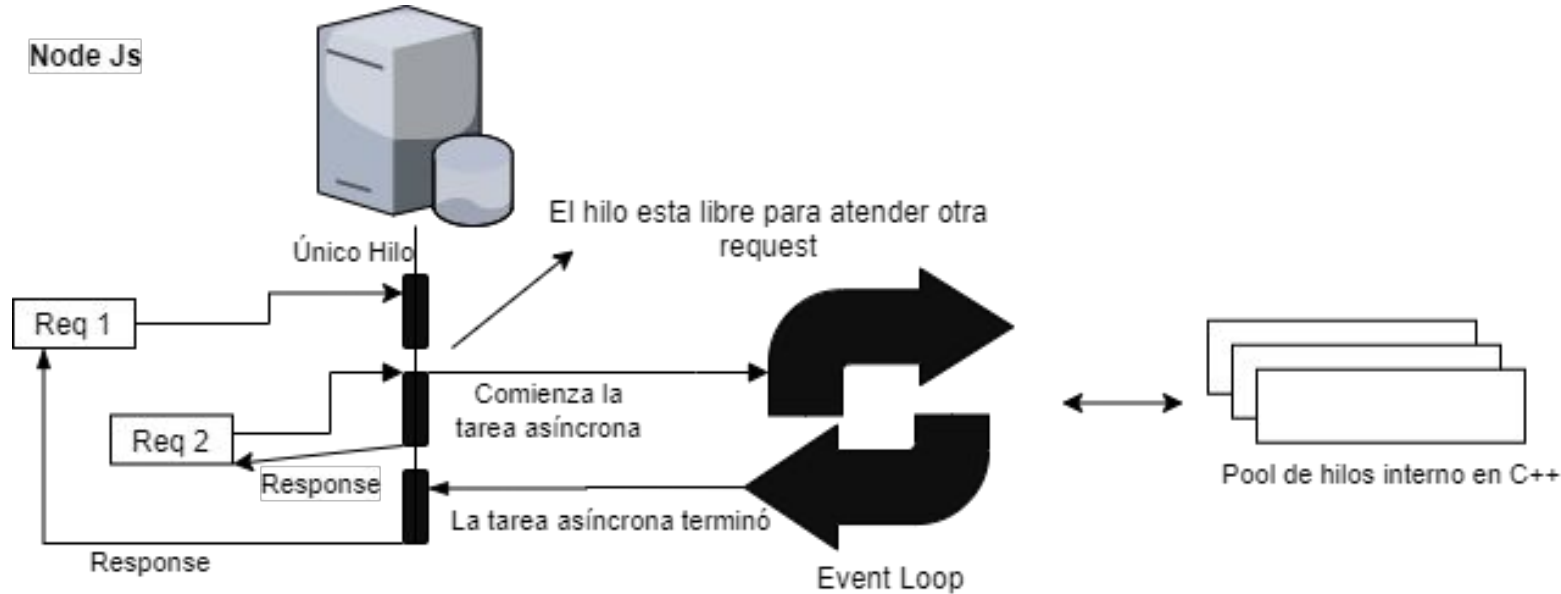 Node Js
El hilo esta libre para atender otra
request
Único Hilo
Req 1
Comienza la
tarea asíncrona
Req 2
Response
Pool de hilos interno en C++
La tarea asíncrona terminó
Response
Event Loop